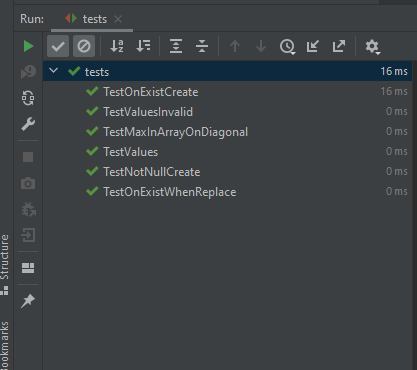 Run: tests
tests 16 ms
TestOnExistCreate 16 ms
TestValuesInvalid 0 ms
TestMaxInArrayOnDiagonal 0 ms
TestValues 0 ms
TestNotNullCreate 0 ms
TestOnExistWhenReplace 0 ms
Structure
Bookmarks